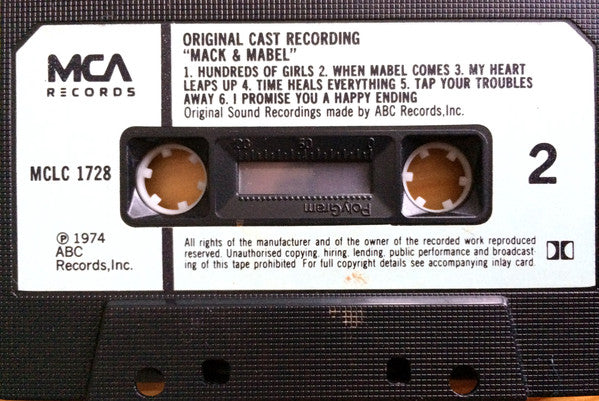 MCA
RECORDS
ORIGINAL CAST RECORDING
"MACK & MABEL"
1. HUNDREDS OF GIRLS 2. WHEN MABEL COMES 3. MY HEART
LEAPS UP 4. TIME HEALS EVERYTHING 5. TAP YOUR TROUBLES
AWAY 6. I PROMISE YOU A HAPPY ENDING
Original Sound Recordings made by ABC Records,Inc.
MCLC 1728
100 50 0
PolyGram
2
℗ 1974
ABC
Records,Inc.
All rights of the manufacturer and of the owner of the recorded work reproduced
reserved. Unauthorised copying, hiring, lending, public performance and broadcast
ing of this tape prohibited. For full copyright details see accompanying inlay card.